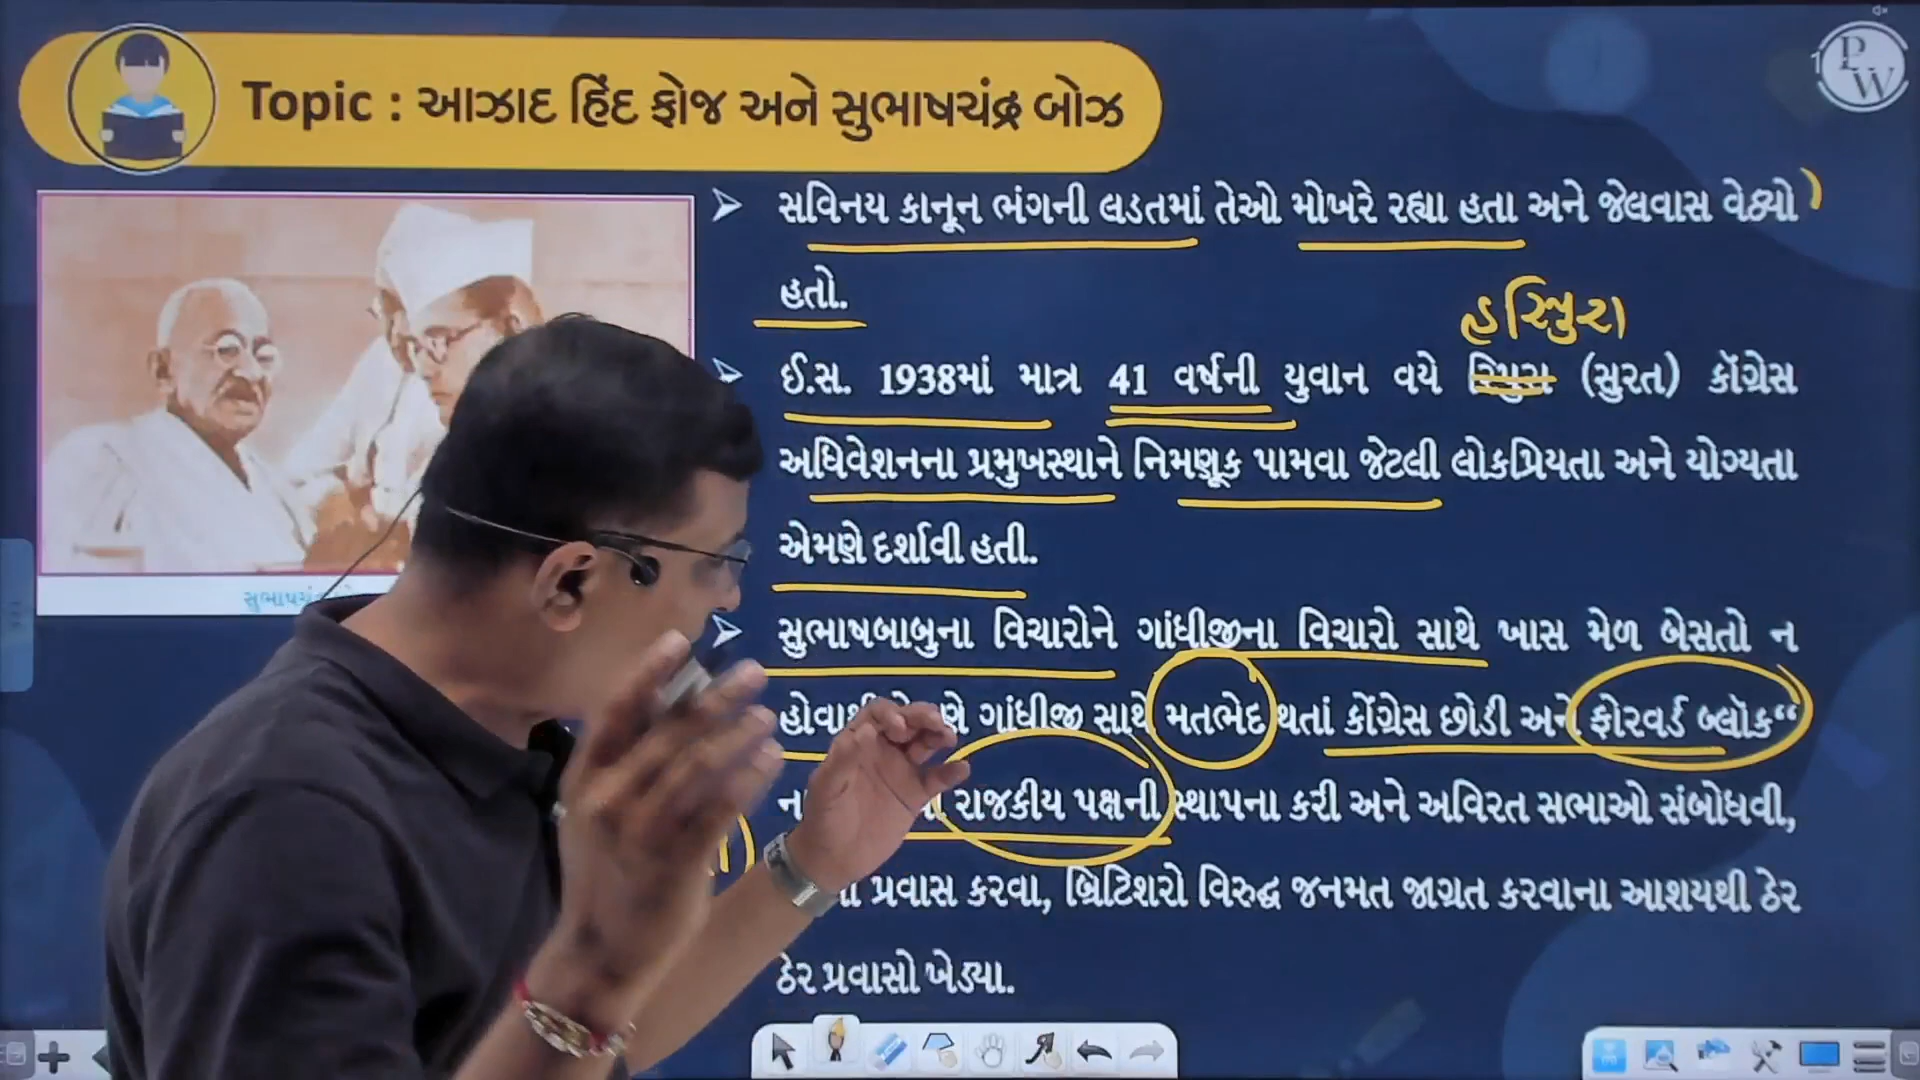 PW
Topic : આઝાદ હિંદ ફોજ અને સુભાષચંદ્ર બોઝ
સવિનય કાનૂન ભંગની લડતમાં તેઓ મોખરે રહ્યા હતા અને જેલવાસ વેઠ્યો
હતો.
હરિપુરા
ઈ.સ. 1938માં માત્ર 41 વર્ષની યુવાન વયે રિપુરા (સુરત) કૉંગ્રેસ
અધિવેશનના પ્રમુખસ્થાને નિમણૂક પામવા જેટલી લોકપ્રિયતા અને યોગ્યતા
એમણે દર્શાવી હતી.
સુભાષબાબુના વિચારોને ગાંધીજીના વિચારો સાથે ખાસ મેળ બેસતો ન
ગાંધીજી સાથે મતભેદ થતાં કૉંગ્રેસ છોડી અને ફોરવર્ડ બ્લૉક“
રાજકીય પક્ષની સ્થાપના કરી અને અવિરત સભાઓ સંબોધવી,
પ્રવાસ કરવા, બ્રિટિશરો વિરુદ્ધ જનમત જાગ્રત કરવાના આશયથી ઠેર
ઠેર પ્રવાસો ખેડ્યા.